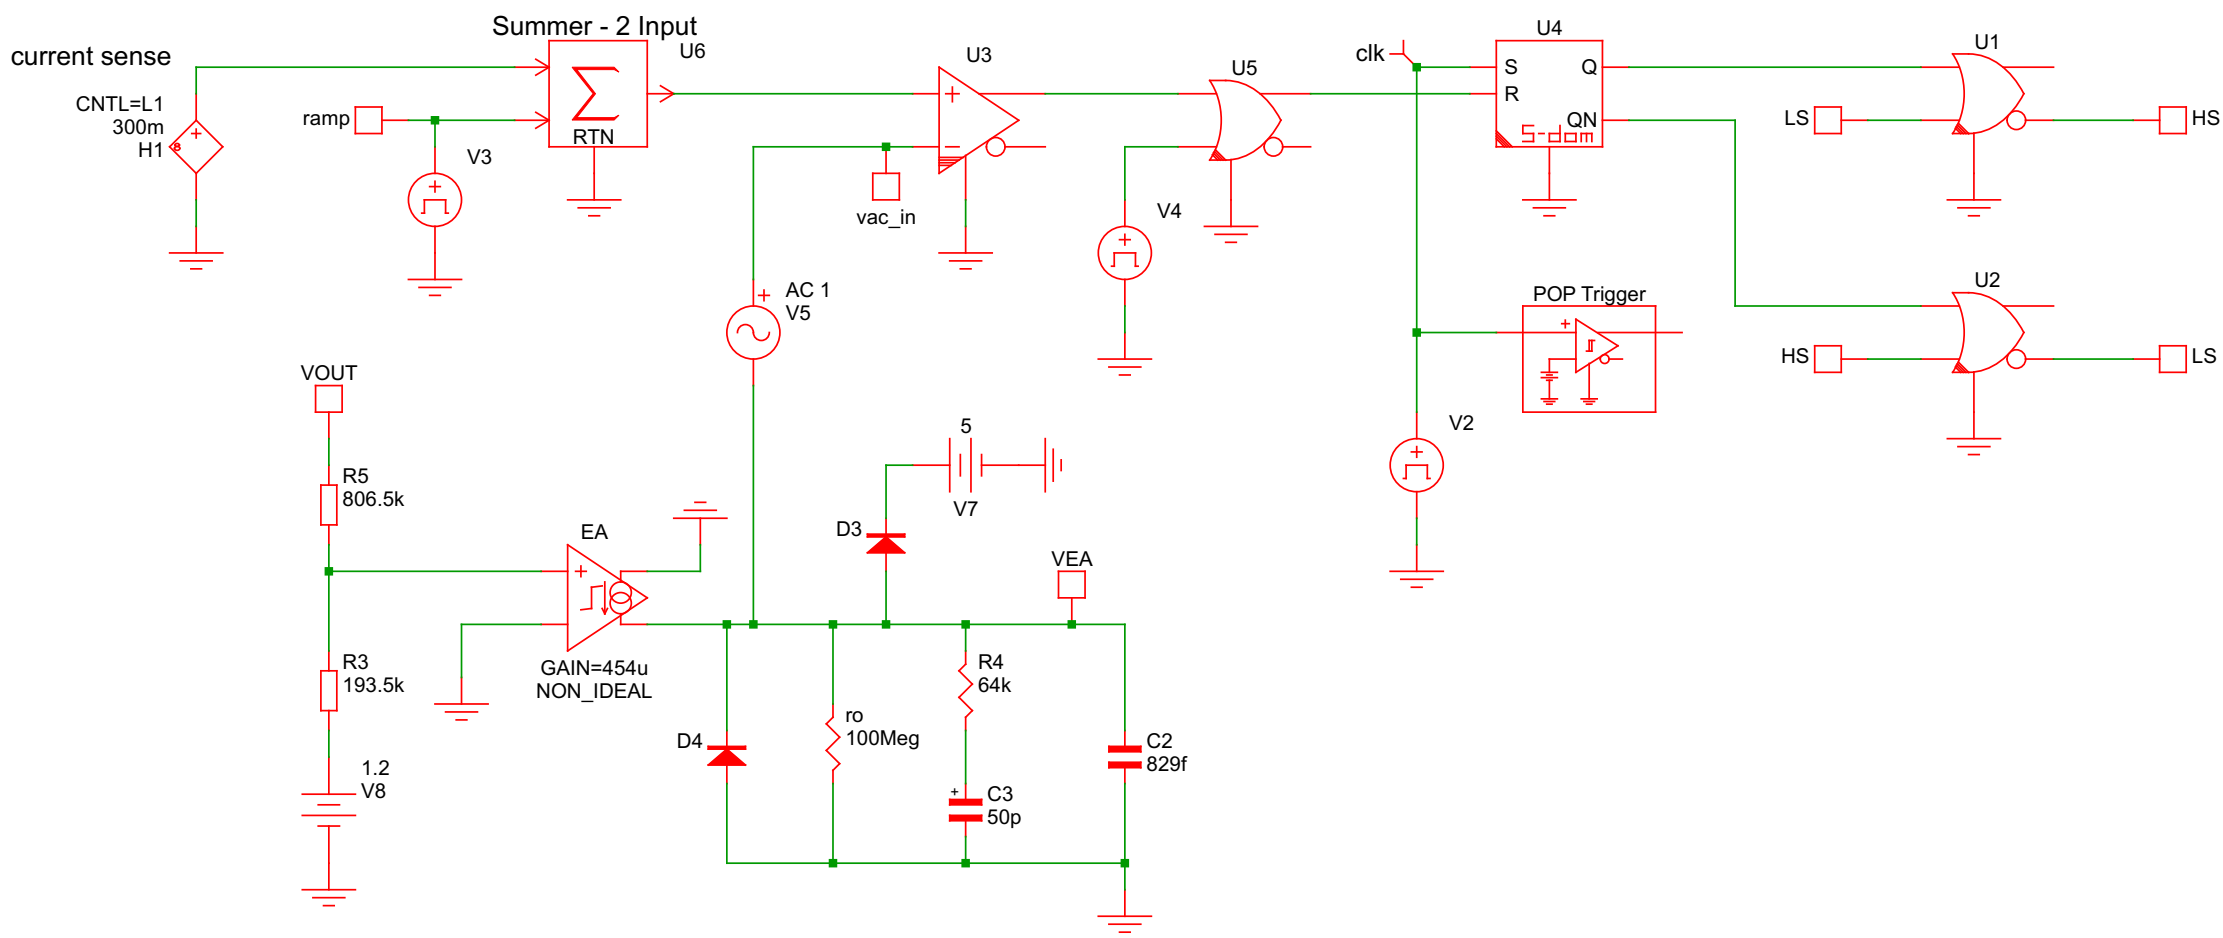 Summer - 2 Input
current sense
CNTL=L1
300m
H1
ramp
V3
U6
RTN
U3
vac_in
U5
V4
clk
U4
S
Q
R
QN
S-dom
U1
LS
HS
AC 1
V5
POP Trigger
U2
HS
LS
V2
VOUT
R5
806.5k
5
V7
D3
EA
VEA
GAIN=454u
NON_IDEAL
R3
193.5k
R4
64k
ro
100Meg
D4
C2
829f
1.2
V8
C3
50p